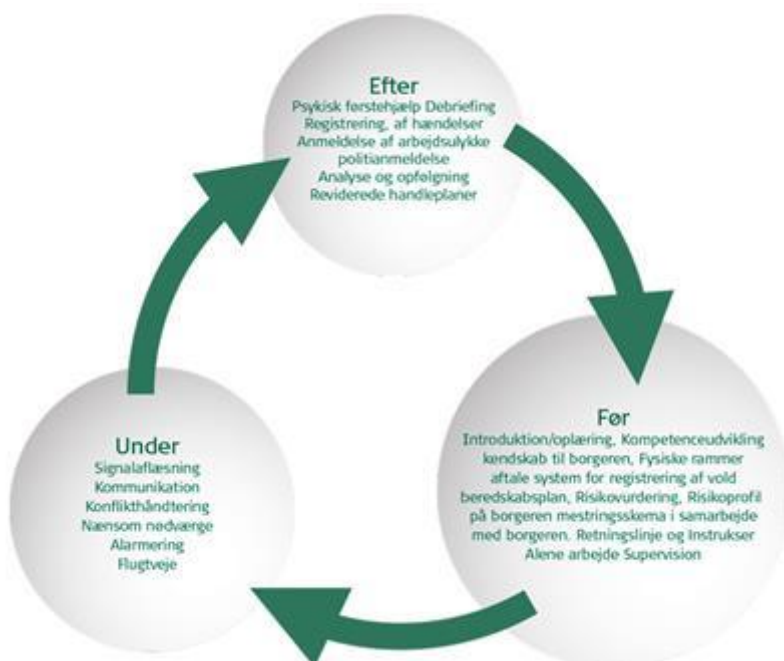 Efter
Psykisk førstehjælp Debriefing
Registrering, af hændelser
Anmeldelse af arbejdsulykke
politianmeldelse
Analyse og opfølgning
Reviderede handleplaner
Før
Introduktion/oplæring, Kompetenceudvikling
kendskab til borgeren, Fysiske rammer
aftale system for registrering af vold
beredskabsplan, Risikovurdering, Risikoprofil
på borgeren mestringsskema i samarbejde
med borgeren. Retningslinje og Instrukser
Alene arbejde Supervision
Under
Signalaflæsning
Kommunikation
Konflikthåndtering
Nænsom nødværge
Alarmering
Flugtveje